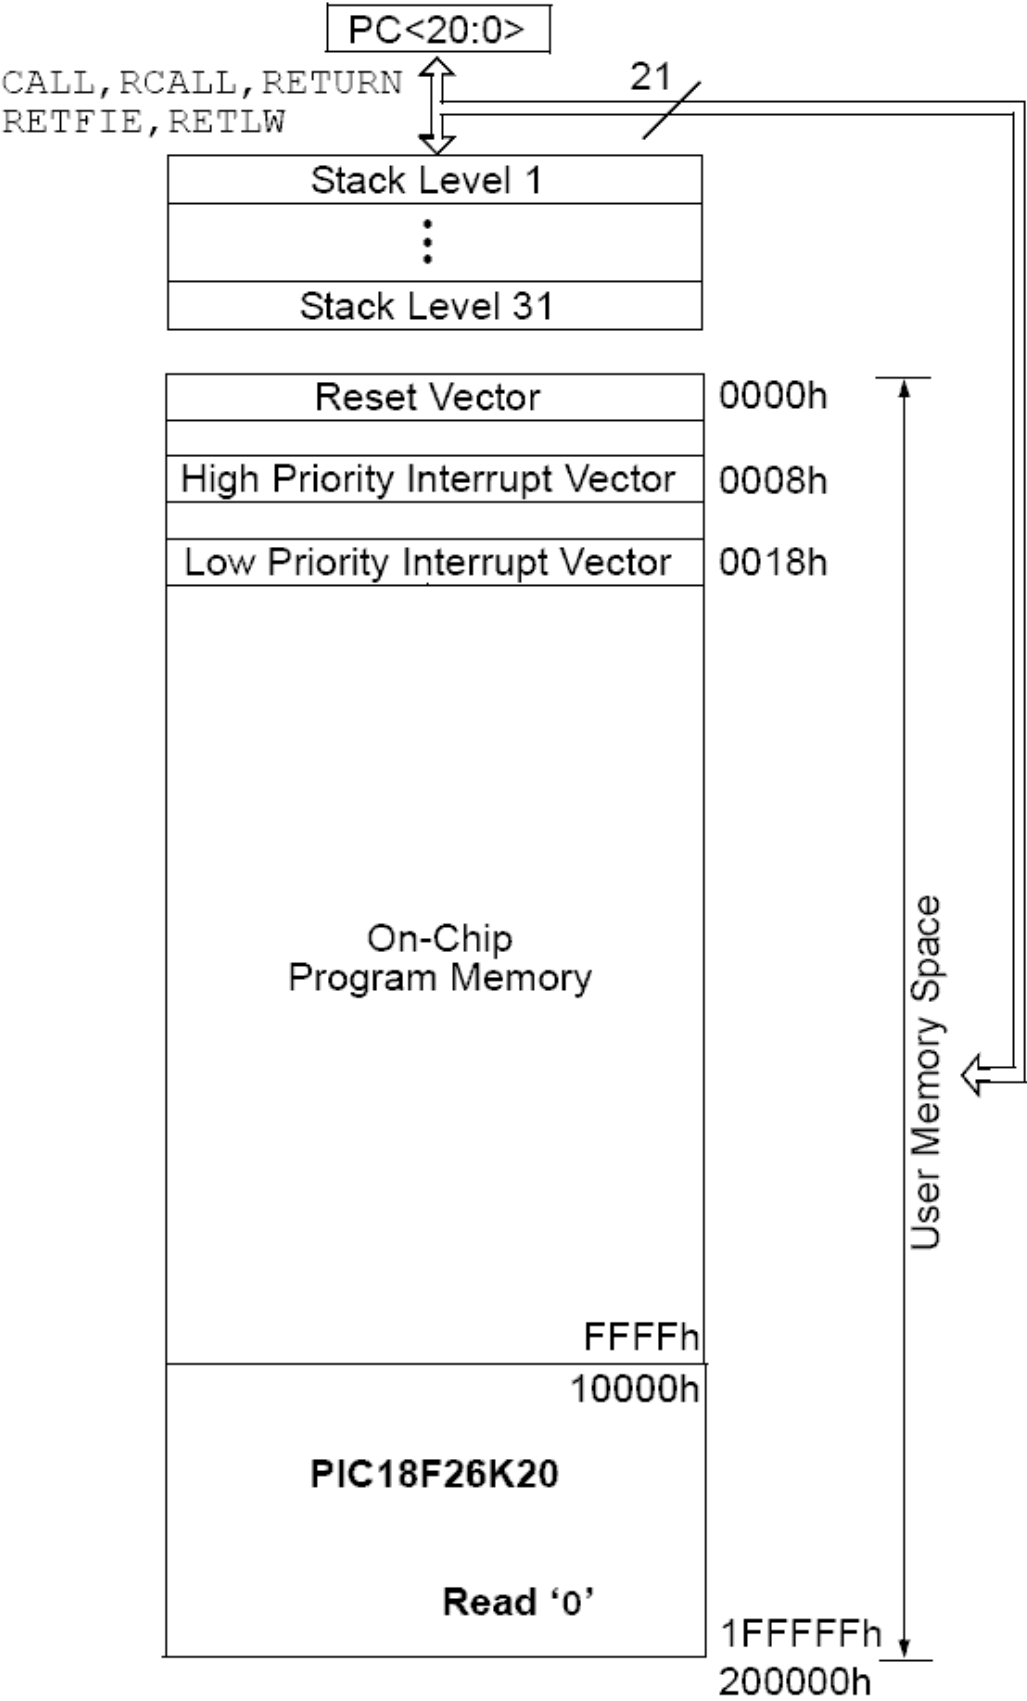 PC<20:0>
21
CALL,RCALL,RETURN
RETFIE,RETLW
Stack Level 1
Stack Level 31
Reset Vector
0000h
High Priority Interrupt Vector
0008h
Low Priority Interrupt Vector
0018h
On-Chip
Program Memory
User Memory Space
FFFFh
10000h
PIC18F26K20
Read ‘0’
1FFFFFh
200000h